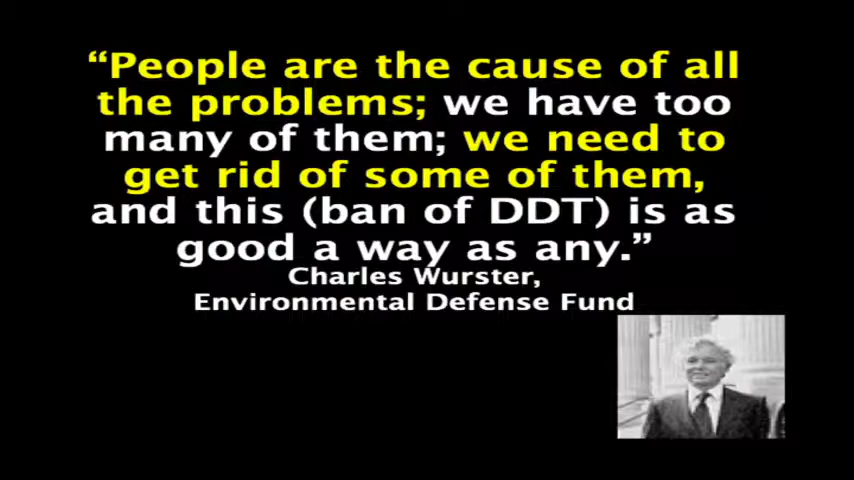 “People are the cause of all
the problems; we have too
many of them; we need to
get rid of some of them,
and this (ban of DDT) is as
good a way as any.”
Charles Wurster,
Environmental Defense Fund